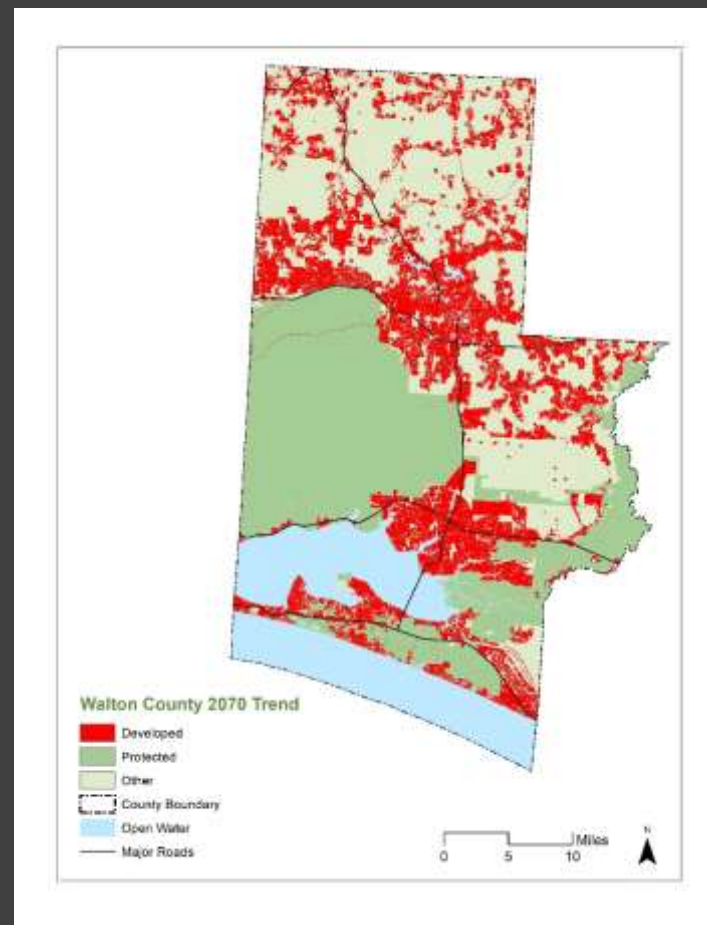 Walton County 2070 Trend
Developed
Protected
Other
County Boundary
Open Water
Major Roads
Miles
0 5 10
N